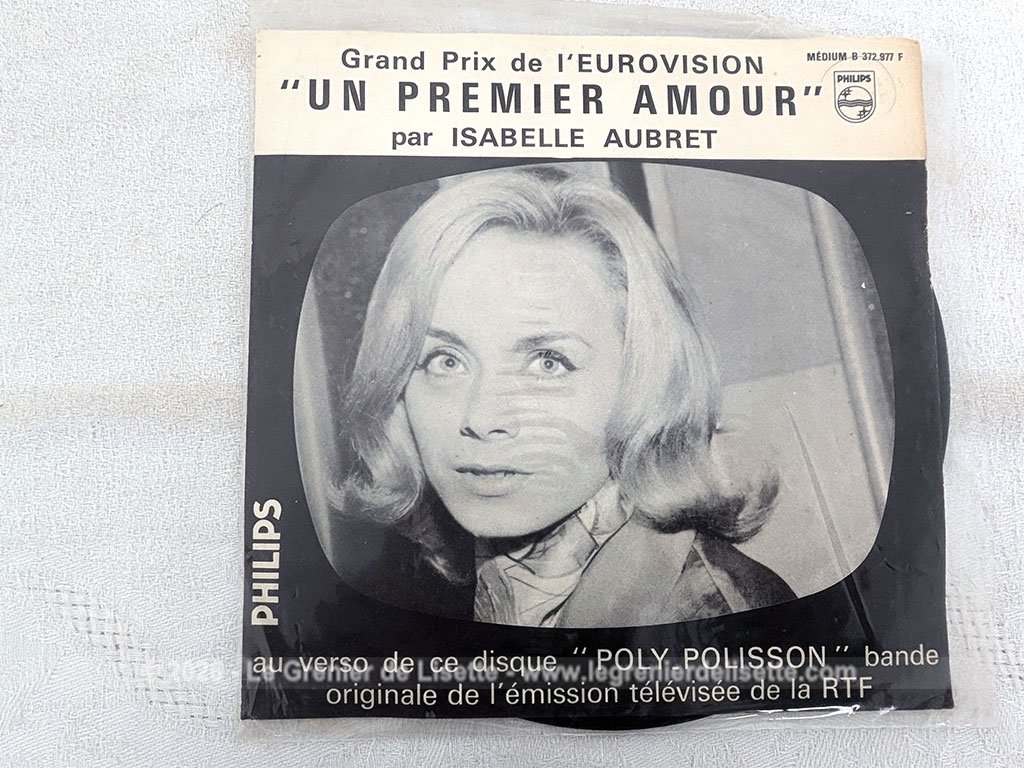 Grand Prix de l'EUROVISION
MÉDIUM B 372.977 F
"UN PREMIER AMOUR"
PHILIPS
par ISABELLE AUBRET
PHILIPS
au verso de ce disque "POLY-POLISSON" bande
Le Grenier de Lisette - www.legrenierdelisette.com
originale de l'émission télévisée de la RTF